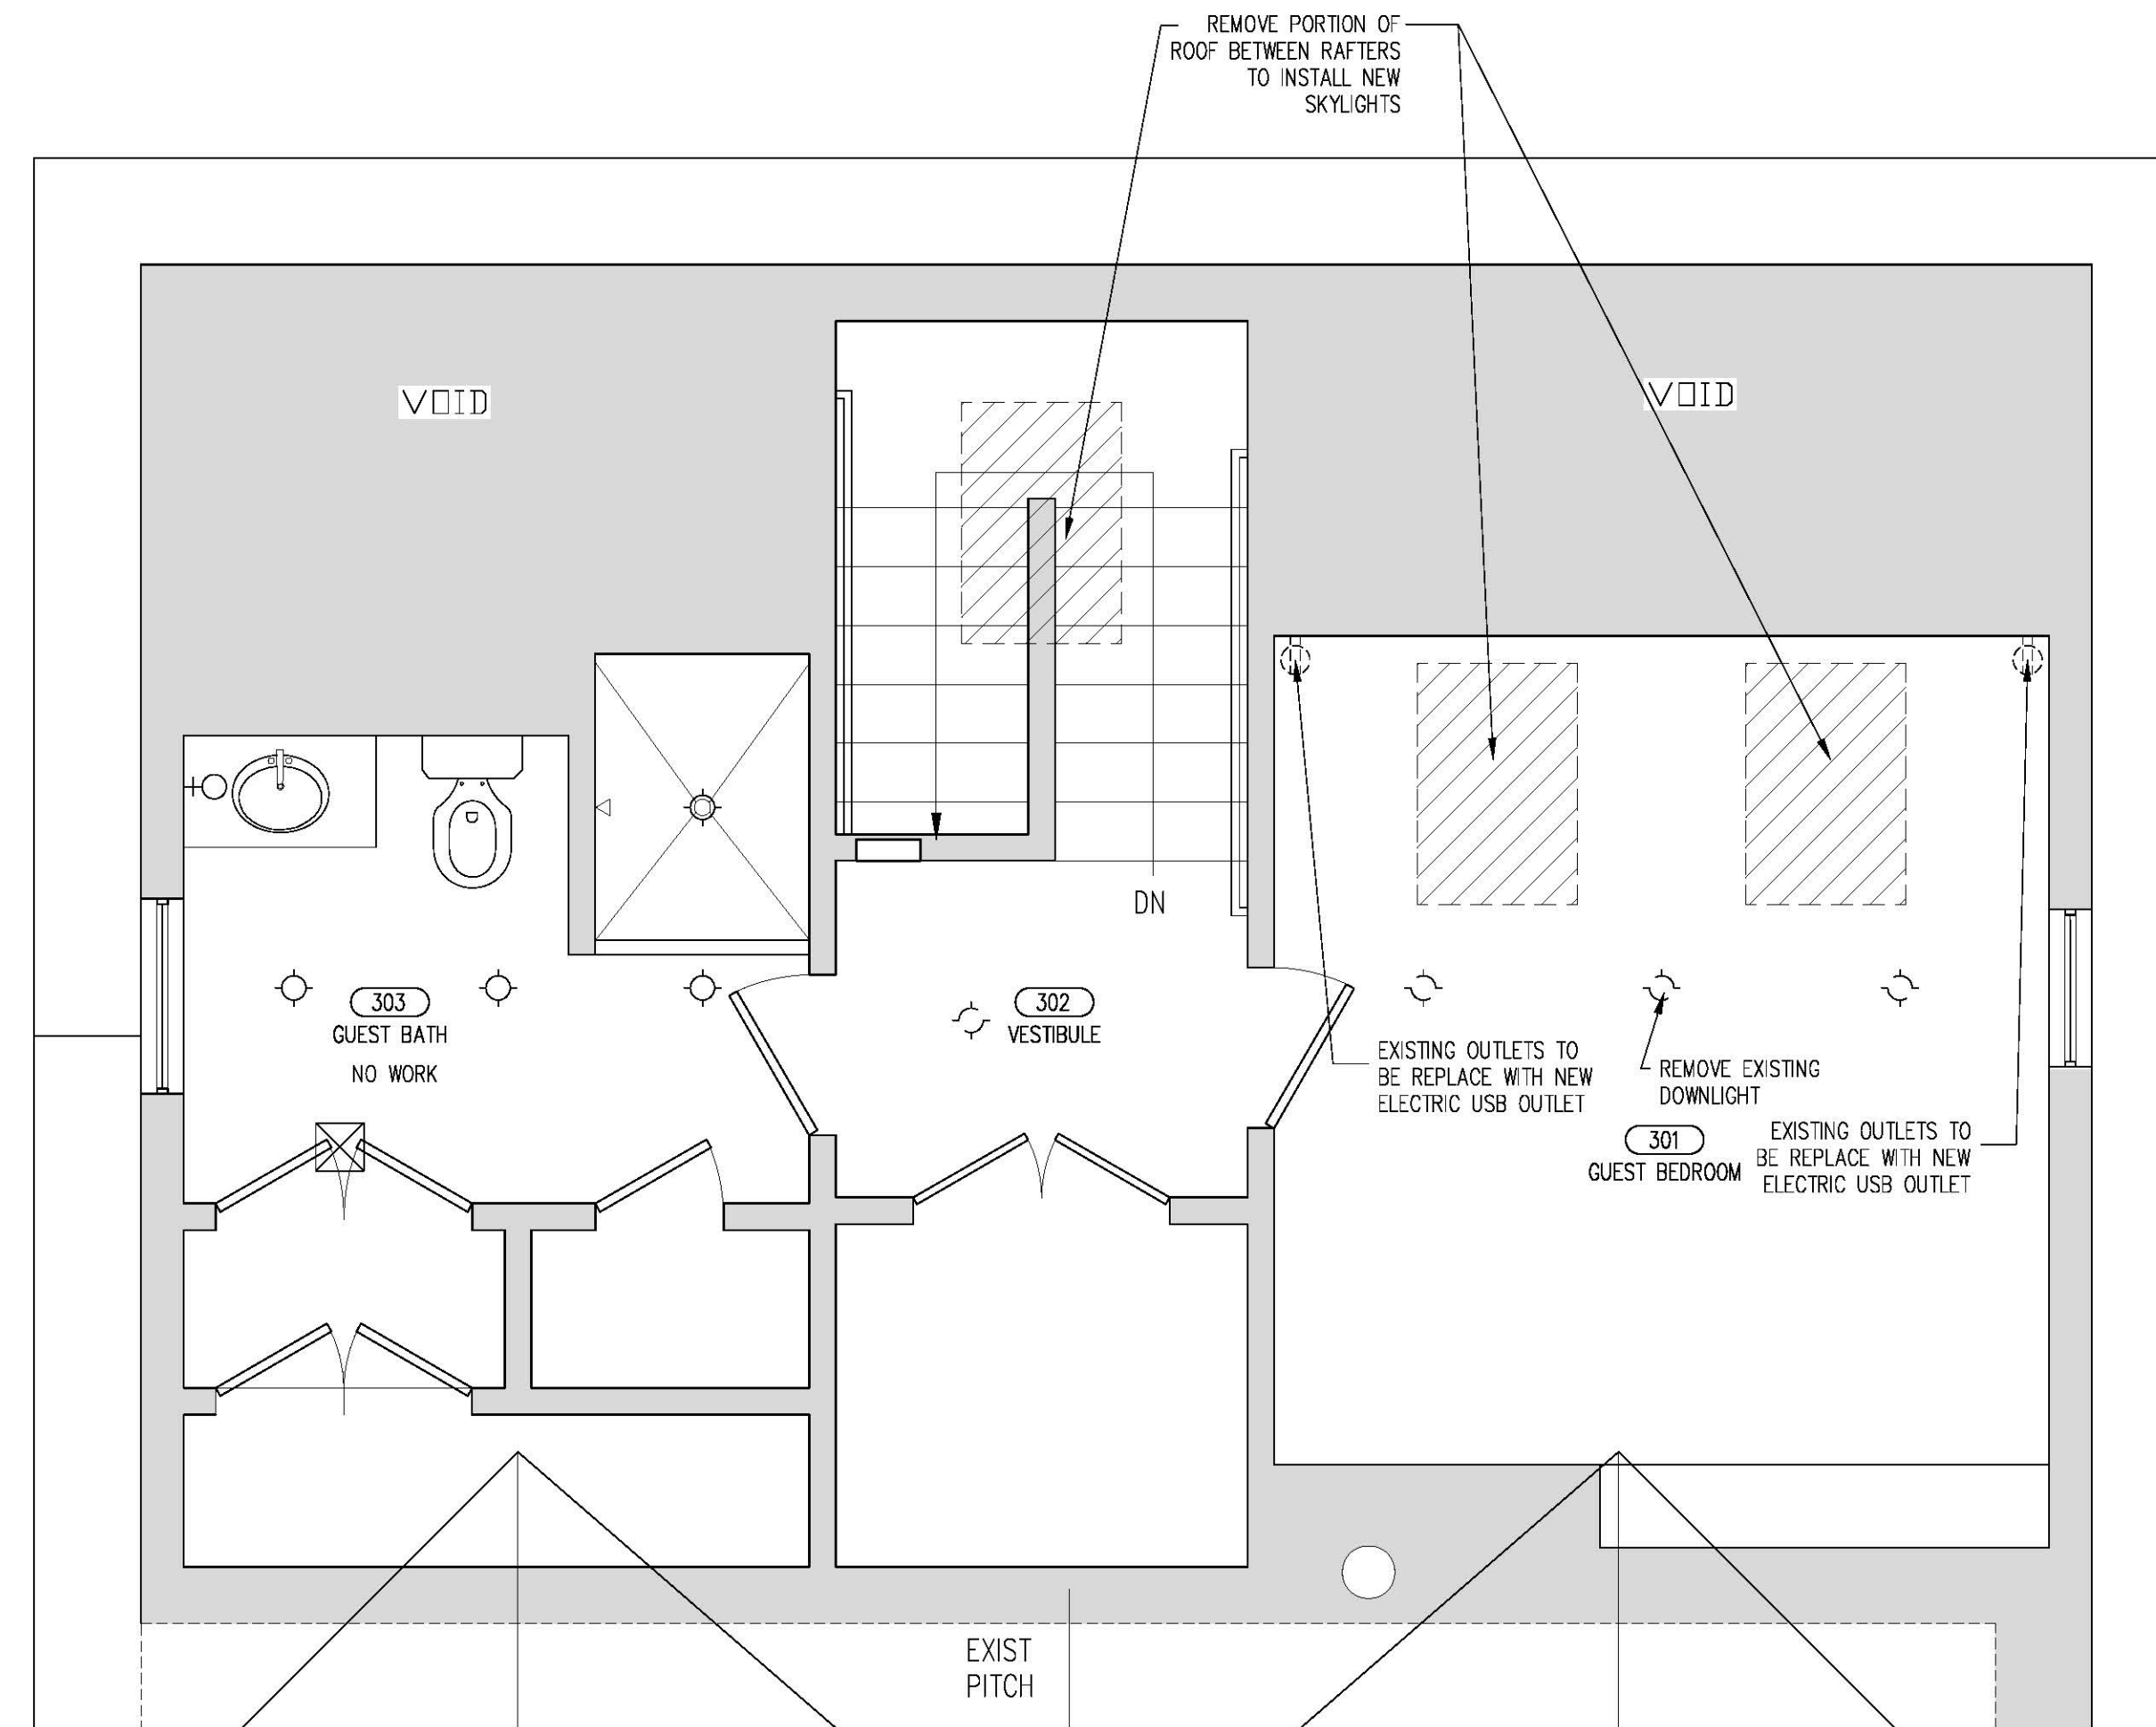 REMOVE PORTION OF
ROOF BETWEEN RAFTERS
TO INSTALL NEW
SKYLIGHTS
VOID
VOID
DN
303
GUEST BATH
NO WORK
302
VESTIBULE
EXISTING OUTLETS TO
BE REPLACE WITH NEW
ELECTRIC USB OUTLET
REMOVE EXISTING
DOWNLIGHT
301
GUEST BEDROOM
EXISTING OUTLETS TO
BE REPLACE WITH NEW
ELECTRIC USB OUTLET
EXIST
PITCH